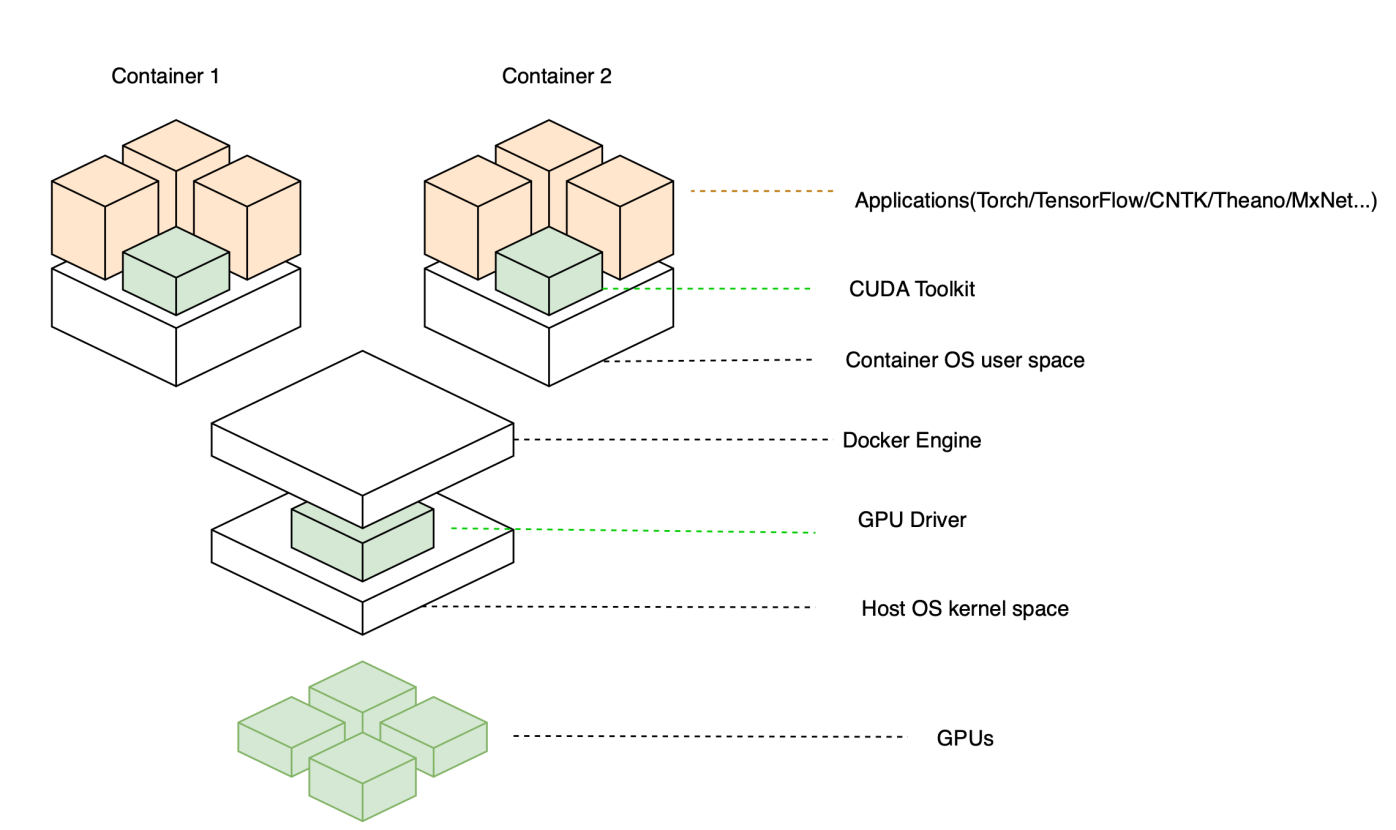 Container 1
Container 2
Applications(Torch/TensorFlow/CNTK/Theano/MxNet...)
CUDA Toolkit
Container OS user space
Docker Engine
GPU Driver
Host OS kernel space
GPUs